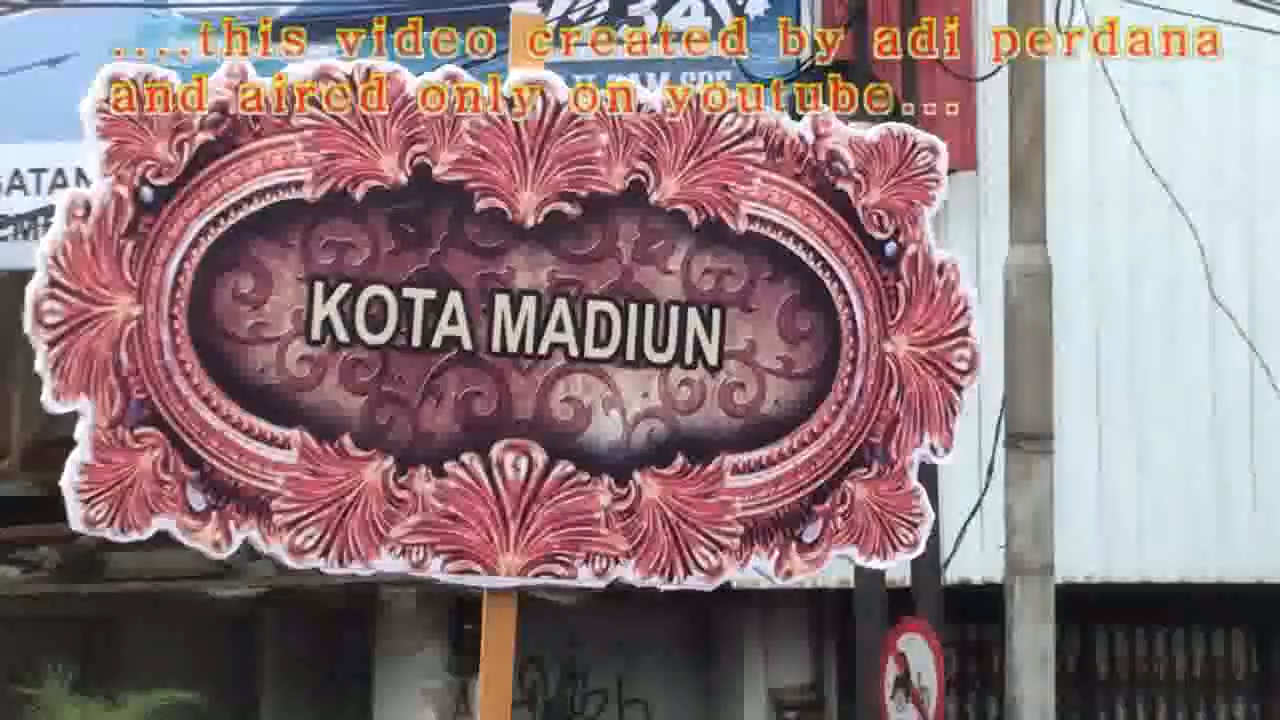 ....this video created by adi perdana
and aired only on youtube...
KOTA MADIUN